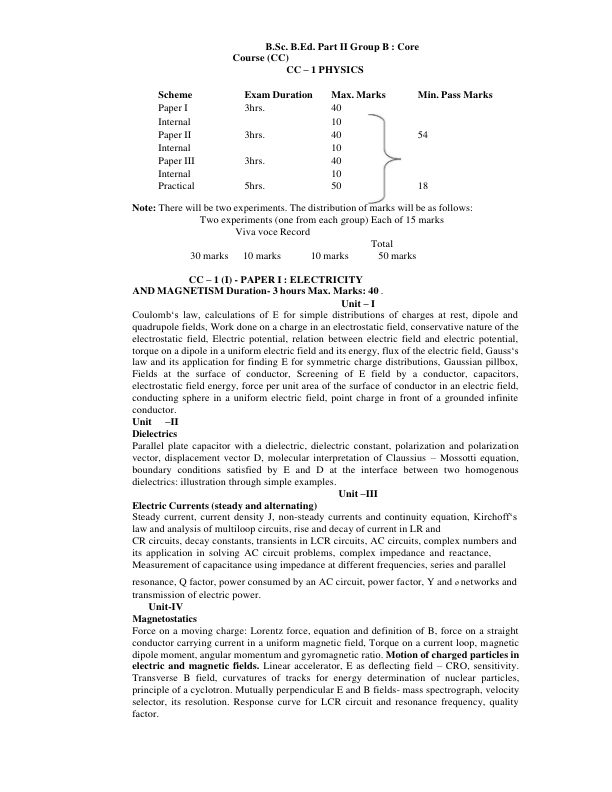 B.Sc. B.Ed. Part II Group B : Core
Course (CC)
CC – 1 PHYSICS
Scheme Exam Duration Max. Marks Min. Pass Marks
Paper I 3hrs. 40
Internal 10
Paper II 3hrs. 40 54
Internal 10
Paper III 3hrs. 40
Internal 10
Practical 5hrs. 50 18
Note: There will be two experiments. The distribution of marks will be as follows:
Two experiments (one from each group) Each of 15 marks
Viva voce Record
Total
30 marks 10 marks 10 marks 50 marks
CC – 1 (I) - PAPER I : ELECTRICITY
AND MAGNETISM Duration- 3 hours Max. Marks: 40 .
Unit – I
Coulomb‘s law, calculations of E for simple distributions of charges at rest, dipole and
quadrupole fields, Work done on a charge in an electrostatic field, conservative nature of the
electrostatic field, Electric potential, relation between electric field and electric potential,
torque on a dipole in a uniform electric field and its energy, flux of the electric field, Gauss‘s
law and its application for finding E for symmetric charge distributions, Gaussian pillbox,
Fields at the surface of conductor, Screening of E field by a conductor, capacitors,
electrostatic field energy, force per unit area of the surface of conductor in an electric field,
conducting sphere in a uniform electric field, point charge in front of a grounded infinite
conductor.
Unit –II
Dielectrics
Parallel plate capacitor with a dielectric, dielectric constant, polarization and polarization
vector, displacement vector D, molecular interpretation of Claussius – Mossotti equation,
boundary conditions satisfied by E and D at the interface between two homogenous
dielectrics: illustration through simple examples.
Unit –III
Electric Currents (steady and alternating)
Steady current, current density J, non-steady currents and continuity equation, Kirchoff‘s
law and analysis of multiloop circuits, rise and decay of current in LR and
CR circuits, decay constants, transients in LCR circuits, AC circuits, complex numbers and
its application in solving AC circuit problems, complex impedance and reactance,
Measurement of capacitance using impedance at different frequencies, series and parallel
resonance, Q factor, power consumed by an AC circuit, power factor, Y and networks and
transmission of electric power.
Unit-IV
Magnetostatics
Force on a moving charge: Lorentz force, equation and definition of B, force on a straight
conductor carrying current in a uniform magnetic field, Torque on a current loop, magnetic
dipole moment, angular momentum and gyromagnetic ratio. Motion of charged particles in
electric and magnetic fields. Linear accelerator, E as deflecting field – CRO, sensitivity.
Transverse B field, curvatures of tracks for energy determination of nuclear particles,
principle of a cyclotron. Mutually perpendicular E and B fields- mass spectrograph, velocity
selector, its resolution. Response curve for LCR circuit and resonance frequency, quality
factor.